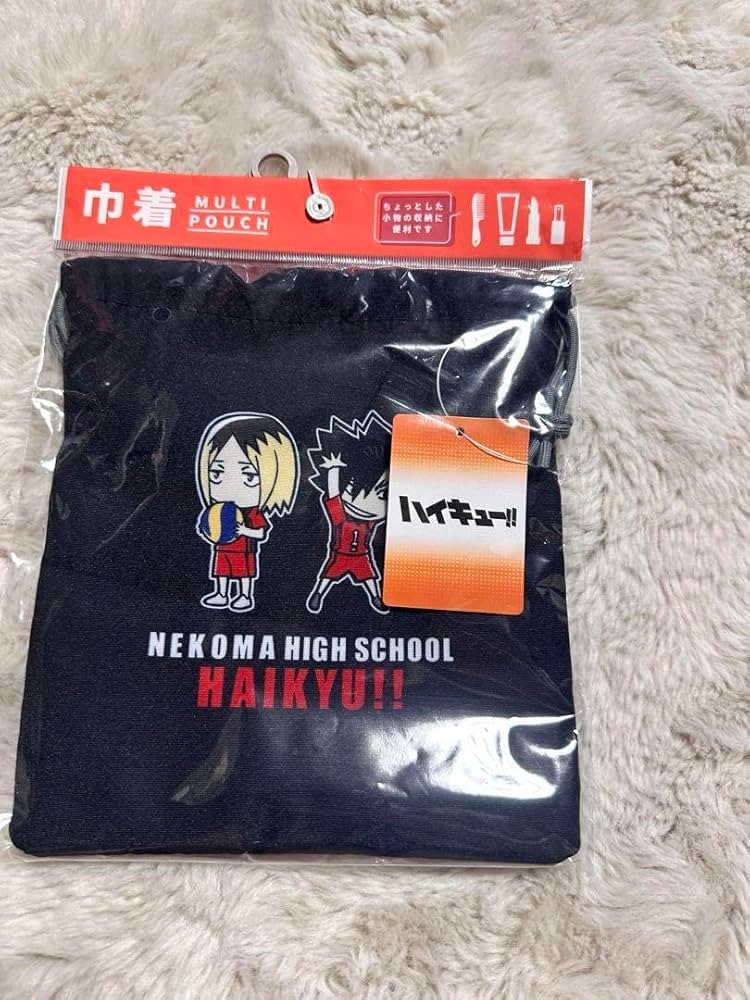 巾着
MULTI
POUCH
ちょっとした
小物の収納に
便利です
ハイキュー!!
1
NEKOMA HIGH SCHOOL
HAIKYU!!